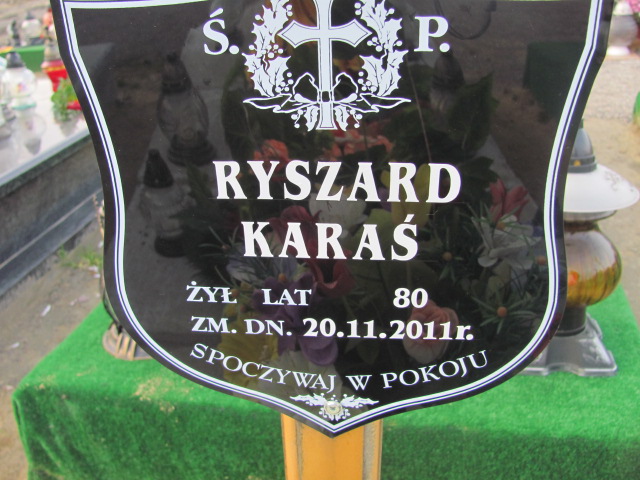 Ś. P.
RYSZARD
KARAŚ
ŻYŁ LAT 80
ZM. DN. 20.11.2011r.
SPOCZYWAJ W POKOJU